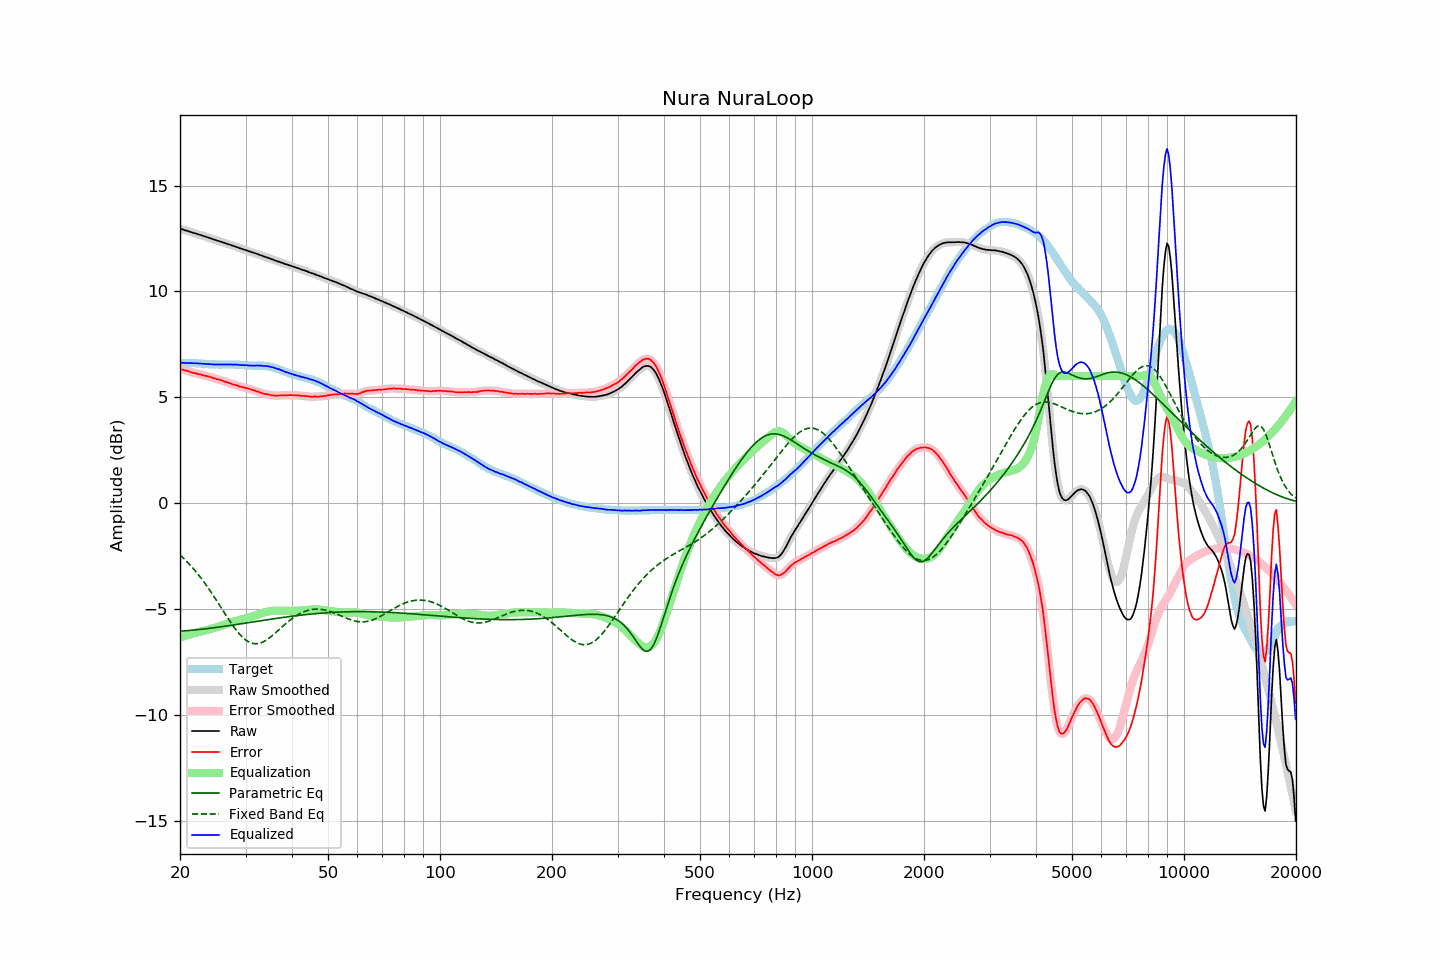 Nura NuraLoop
Amplitude (dBr)
15
10
5
0
−5
−10
−15
Target
Raw Smoothed
Error Smoothed
Raw
Error
Equalization
Parametric Eq
Fixed Band Eq
Equalized
20 50 100 200 500 1000 2000 5000 10000 20000
Frequency (Hz)